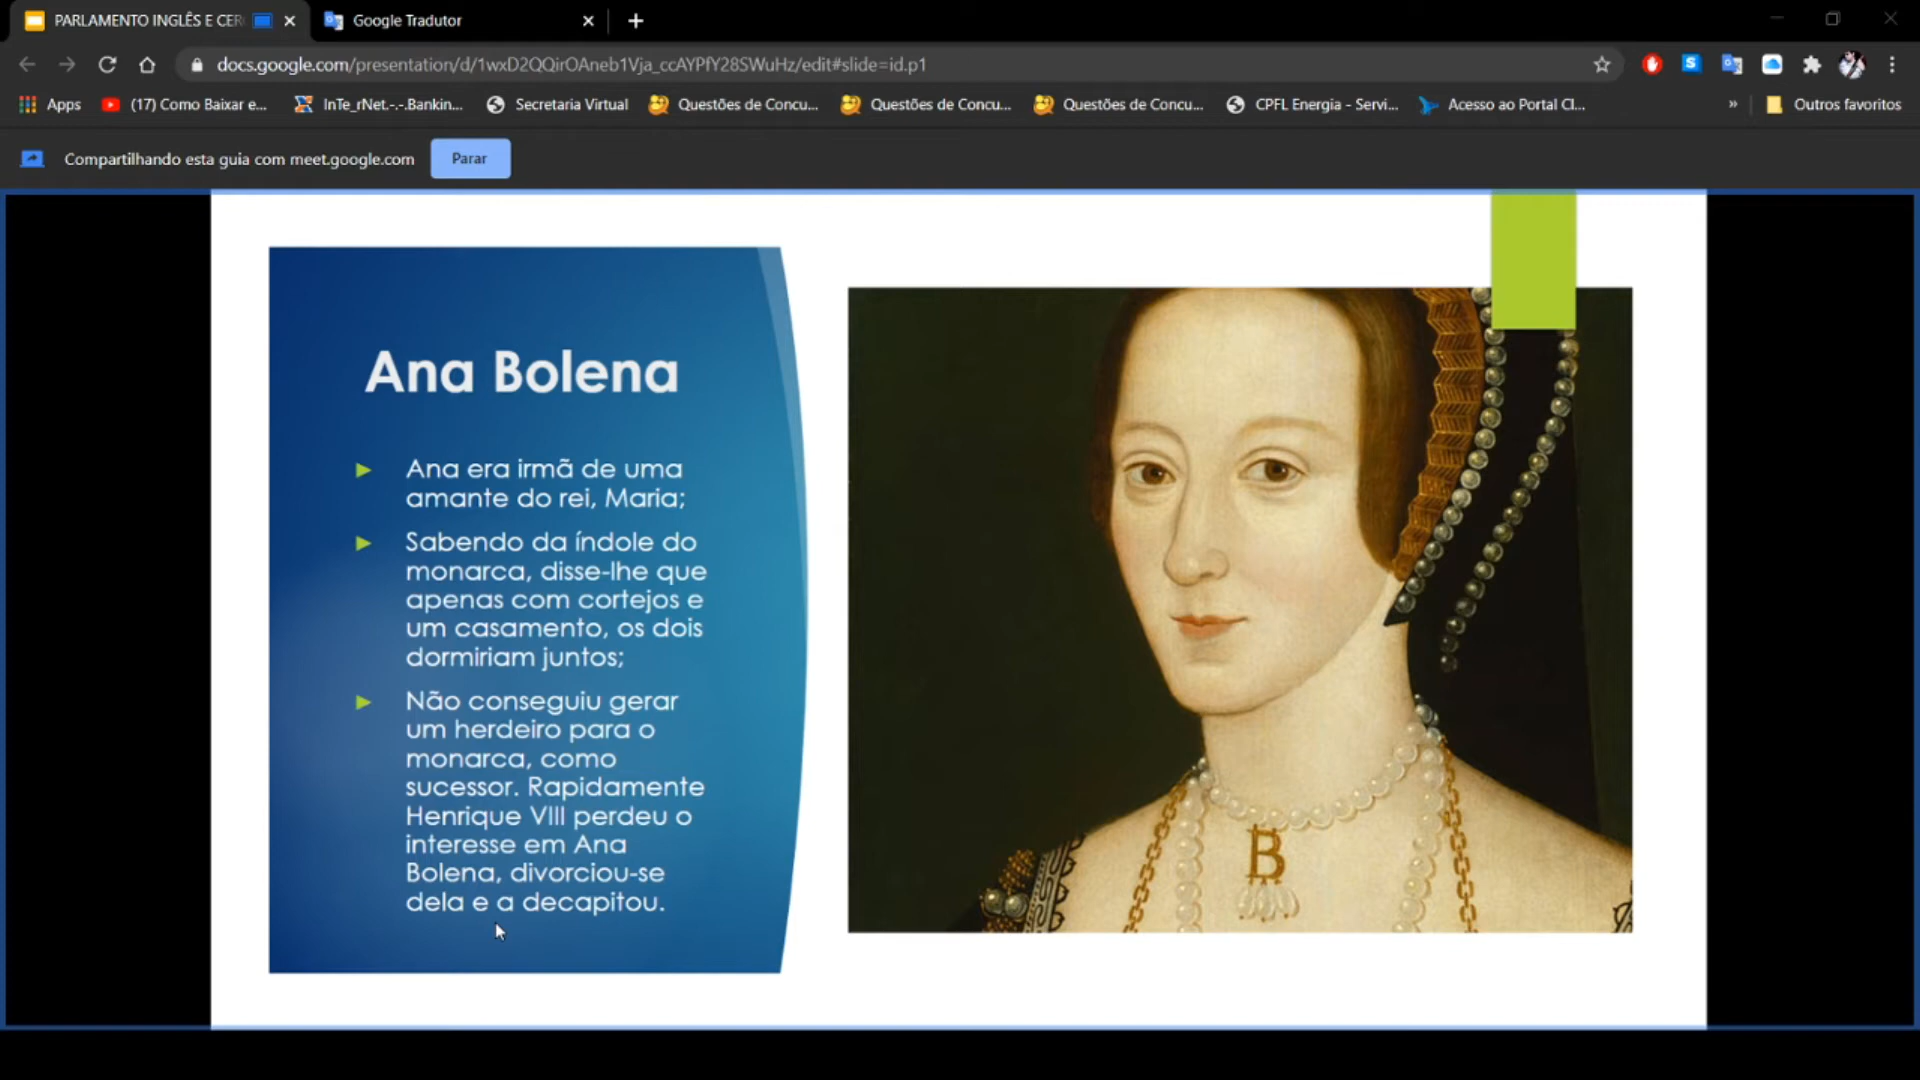 PARLAMENTO INGLÊS E CER
Google Tradutor
docs.google.com/presentation/d/1wxD2QQirOAneb1Vja_ccAYPfY28SWuHz/edit#slide=id.p1
Apps
(17) Como Baixar e...
InTe_rNet.-.-.Bankin...
Secretaria Virtual
Questões de Concu...
Questões de Concu...
Questões de Concu...
CPFL Energia - Servi...
Acesso ao Portal Cl...
»
Outros favoritos
Compartilhando esta guia com meet.google.com
Parar
Ana Bolena
Ana era irmã de uma
amante do rei, Maria;
Sabendo da índole do
monarca, disse-lhe que
apenas com cortejos e
um casamento, os dois
dormiriam juntos;
Não conseguiu gerar
um herdeiro para o
monarca, como
sucessor. Rapidamente
Henrique VIII perdeu o
interesse em Ana
Bolena, divorciou-se
dela e a decapitou.
B